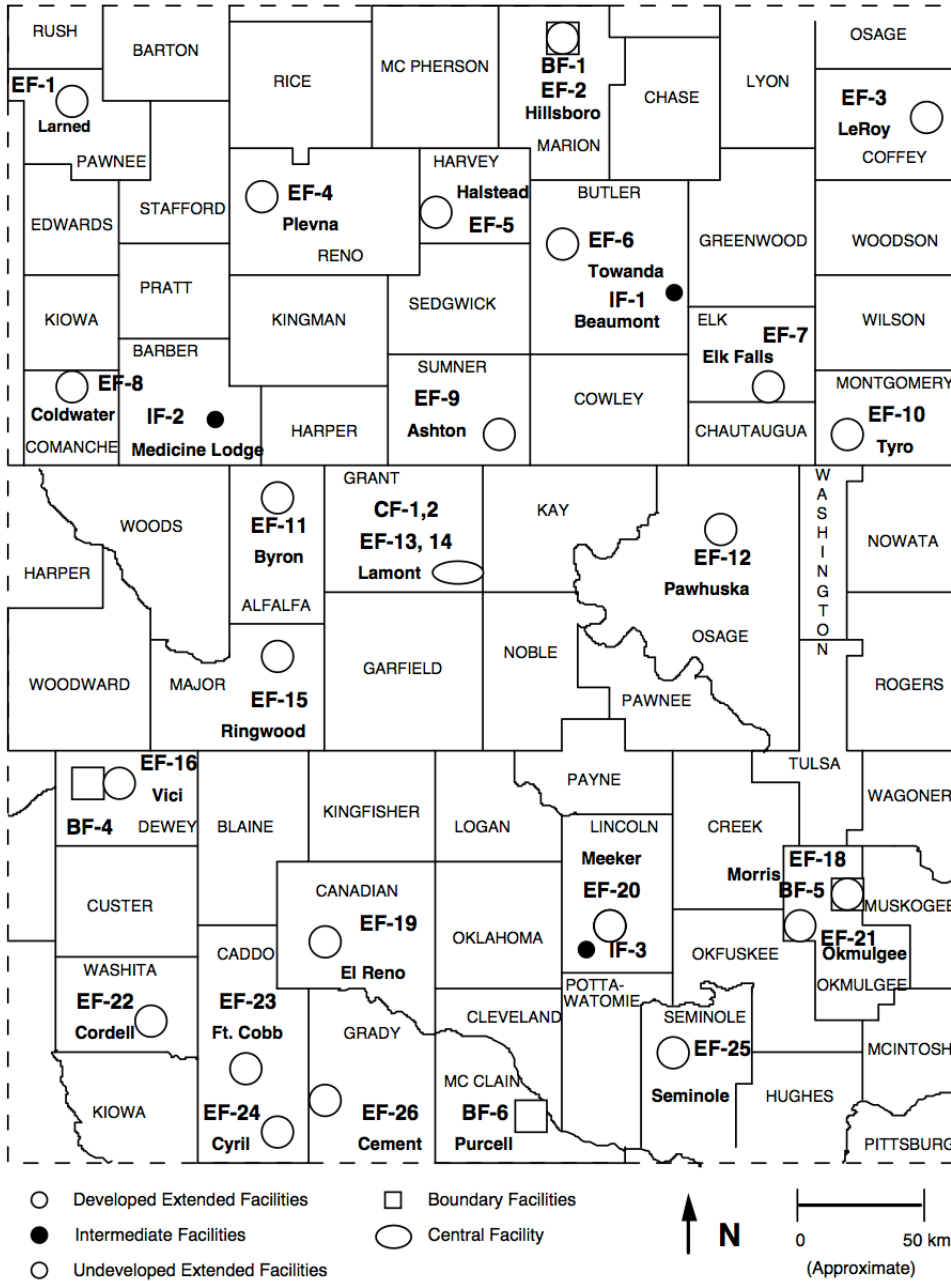 RUSH
BARTON
RICE
MC PHERSON
BF-1
EF-2
Hillsboro
MARION
CHASE
LYON
OSAGE
EF-1
Larned
PAWNEE
EF-3
LeRoy
COFFEY
EDWARDS
STAFFORD
EF-4
Plevna
RENO
HARVEY
Halstead
EF-5
BUTLER
EF-6
Towanda
IF-1
Beaumont
GREENWOOD
WOODSON
KIOWA
PRATT
KINGMAN
SEDGWICK
ELK
EF-7
Elk Falls
WILSON
BARBER
EF-8
Coldwater
COMANCHE
IF-2
Medicine Lodge
HARPER
SUMNER
EF-9
Ashton
COWLEY
CHAUTAUGUA
MONTGOMERY
EF-10
Tyro
WOODS
HARPER
EF-11
Byron
ALFALFA
GRANT
CF-1,2
EF-13, 14
Lamont
KAY
EF-12
Pawhuska
OSAGE
WASHINGTON
NOWATA
WOODWARD
MAJOR
EF-15
Ringwood
GARFIELD
NOBLE
PAWNEE
ROGERS
EF-16
Vici
BF-4
DEWEY
BLAINE
KINGFISHER
LOGAN
PAYNE
TULSA
WAGONER
LINCOLN
Meeker
EF-20
IF-3
CREEK
Morris
EF-18
BF-5
MUSKOGEE
CUSTER
CANADIAN
EF-19
El Reno
OKLAHOMA
OKFUSKEE
EF-21
Okmulgee
OKMULGEE
WASHITA
EF-22
Cordell
CADDO
EF-23
Ft. Cobb
GRADY
CLEVELAND
POTTA-
WATOMIE
SEMINOLE
EF-25
Seminole
MCINTOSH
KIOWA
EF-24
Cyril
EF-26
Cement
MC CLAIN
BF-6
Purcell
HUGHES
PITTSBURG
Developed Extended Facilities
Boundary Facilities
Intermediate Facilities
Central Facility
Undeveloped Extended Facilities
N
0 50 km
(Approximate)